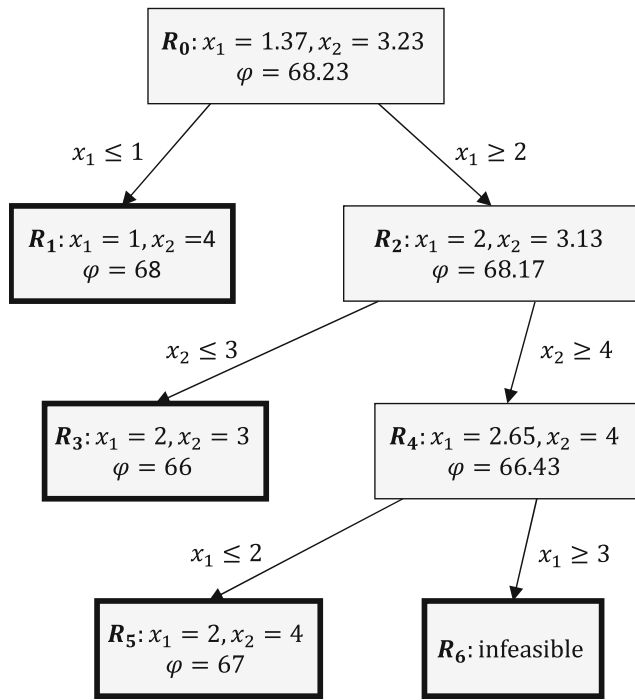 R₀: x₁ = 1.37, x₂ = 3.23
φ = 68.23
x₁ ≤ 1
x₁ ≥ 2
R₁: x₁ = 1, x₂ =4
φ = 68
R₂: x₁ = 2, x₂ = 3.13
φ = 68.17
x₂ ≤ 3
x₂ ≥ 4
R₃: x₁ = 2, x₂ = 3
φ = 66
R₄: x₁ = 2.65, x₂ = 4
φ = 66.43
x₁ ≤ 2
x₁ ≥ 3
R₅: x₁ = 2, x₂ = 4
φ = 67
R₆: infeasible